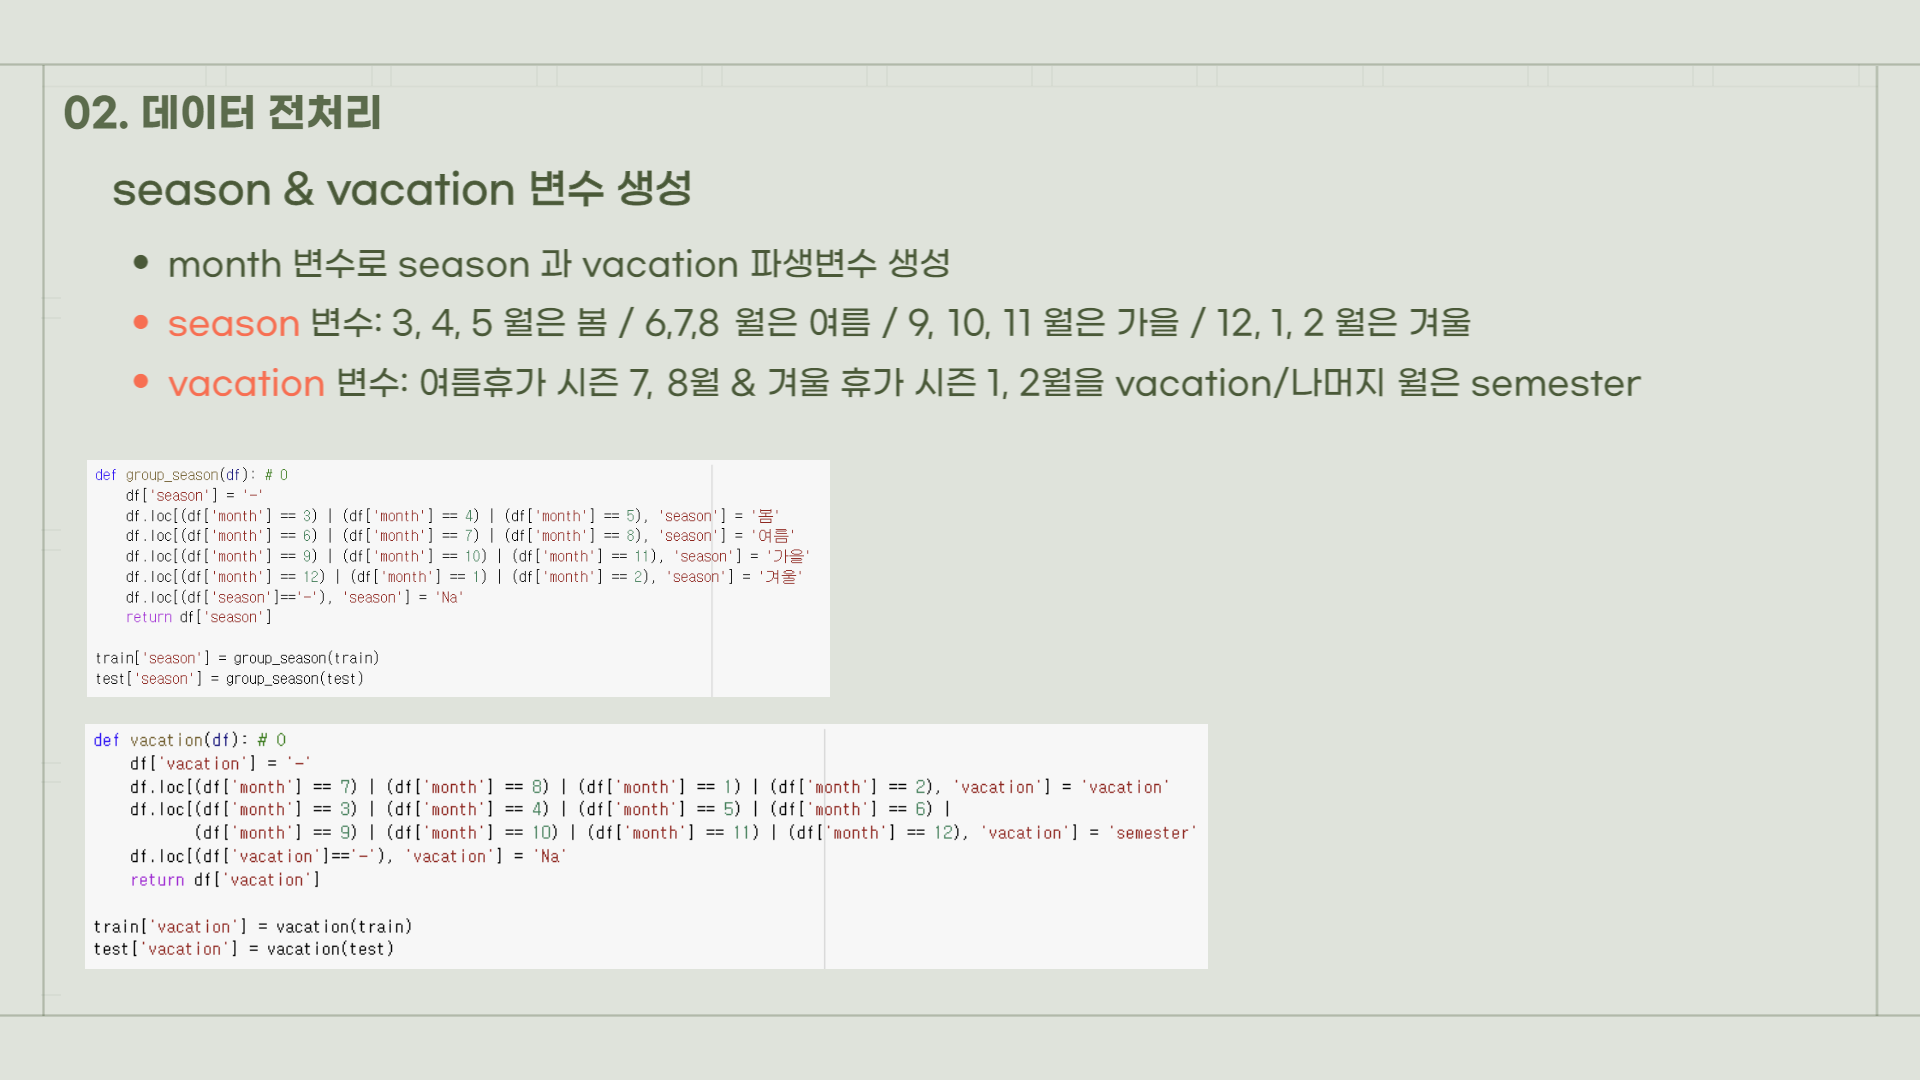 02. 데이터 전처리
season & vacation 변수 생성
• month 변수로 season 과 vacation 파생변수 생성
• season 변수: 3, 4, 5 월은 봄 / 6,7,8 월은 여름 / 9, 10, 11 월은 가을 / 12, 1, 2 월은 겨울
• vacation 변수: 여름휴가 시즌 7, 8월 & 겨울 휴가 시즌 1, 2월을 vacation/나머지 월은 semester
def group_season(df): # 0
    df['season'] = '-'
    df.loc[(df['month'] == 3) | (df['month'] == 4) | (df['month'] == 5), 'season'] = '봄'
    df.loc[(df['month'] == 6) | (df['month'] == 7) | (df['month'] == 8), 'season'] = '여름'
    df.loc[(df['month'] == 9) | (df['month'] == 10) | (df['month'] == 11), 'season'] = '가을'
    df.loc[(df['month'] == 12) | (df['month'] == 1) | (df['month'] == 2), 'season'] = '겨울'
    df.loc[(df['season']=='-'), 'season'] = 'Na'
    return df['season']
train['season'] = group_season(train)
test['season'] = group_season(test)
def vacation(df): # 0
    df['vacation'] = '-'
    df.loc[(df['month'] == 7) | (df['month'] == 8) | (df['month'] == 1) | (df['month'] == 2), 'vacation'] = 'vacation'
    df.loc[(df['month'] == 3) | (df['month'] == 4) | (df['month'] == 5) | (df['month'] == 6) |
           (df['month'] == 9) | (df['month'] == 10) | (df['month'] == 11) | (df['month'] == 12), 'vacation'] = 'semester'
    df.loc[(df['vacation']=='-'), 'vacation'] = 'Na'
    return df['vacation']
train['vacation'] = vacation(train)
test['vacation'] = vacation(test)